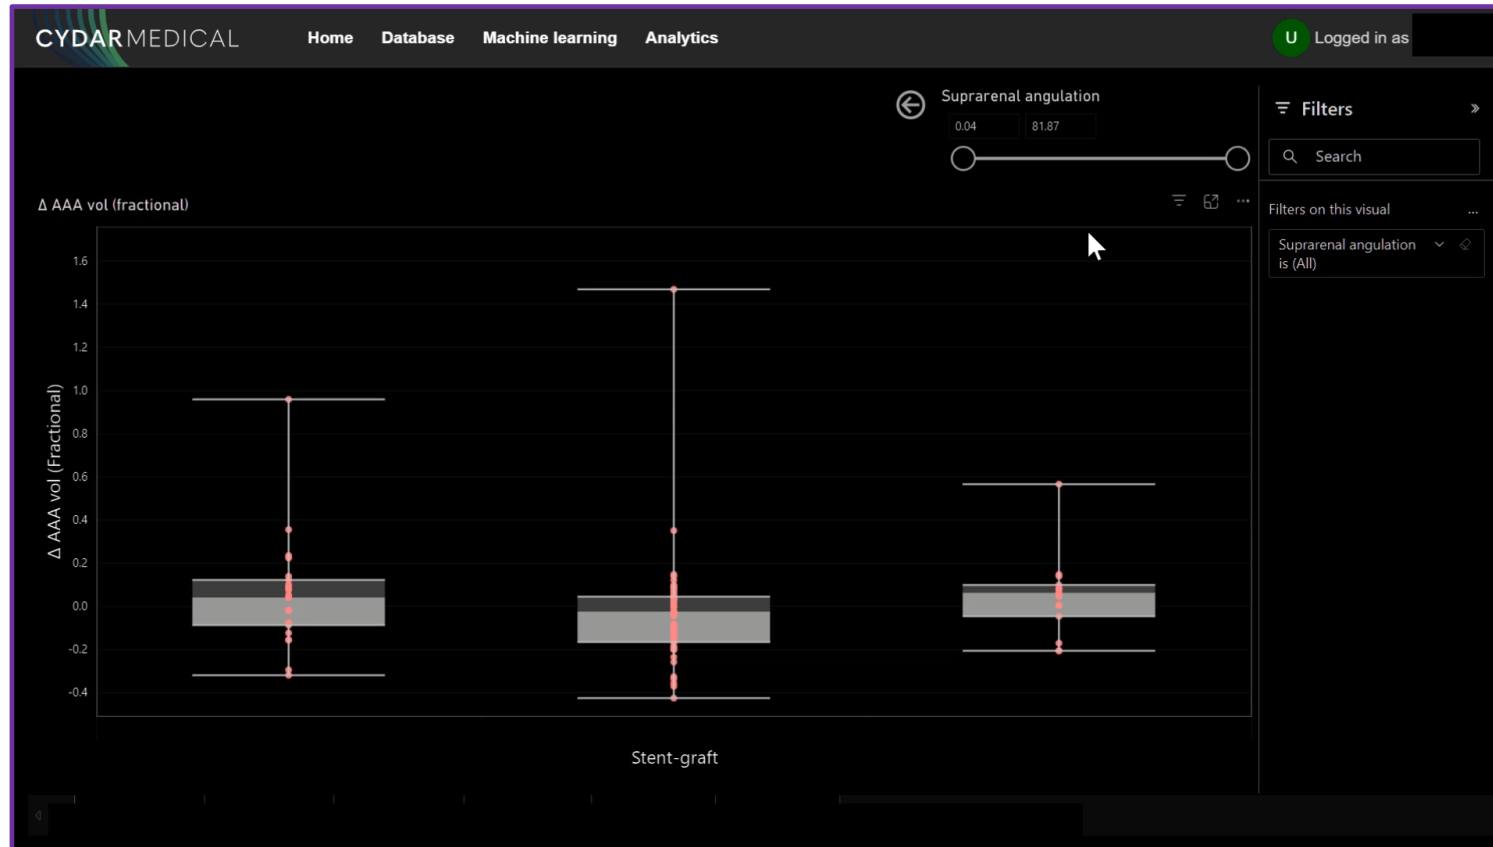 CYDARMEDICAL Home Database Machine learning Analytics U Logged in as
Suprarenal angulation
0.04 81.87
Filters
Search
Δ AAA vol (fractional)
Filters on this visual ...
Suprarenal angulation
is (All)
1.6
1.4
1.2
1.0
0.8
0.6
0.4
0.2
0.0
-0.2
-0.4
Δ AAA vol (Fractional)
Stent-graft